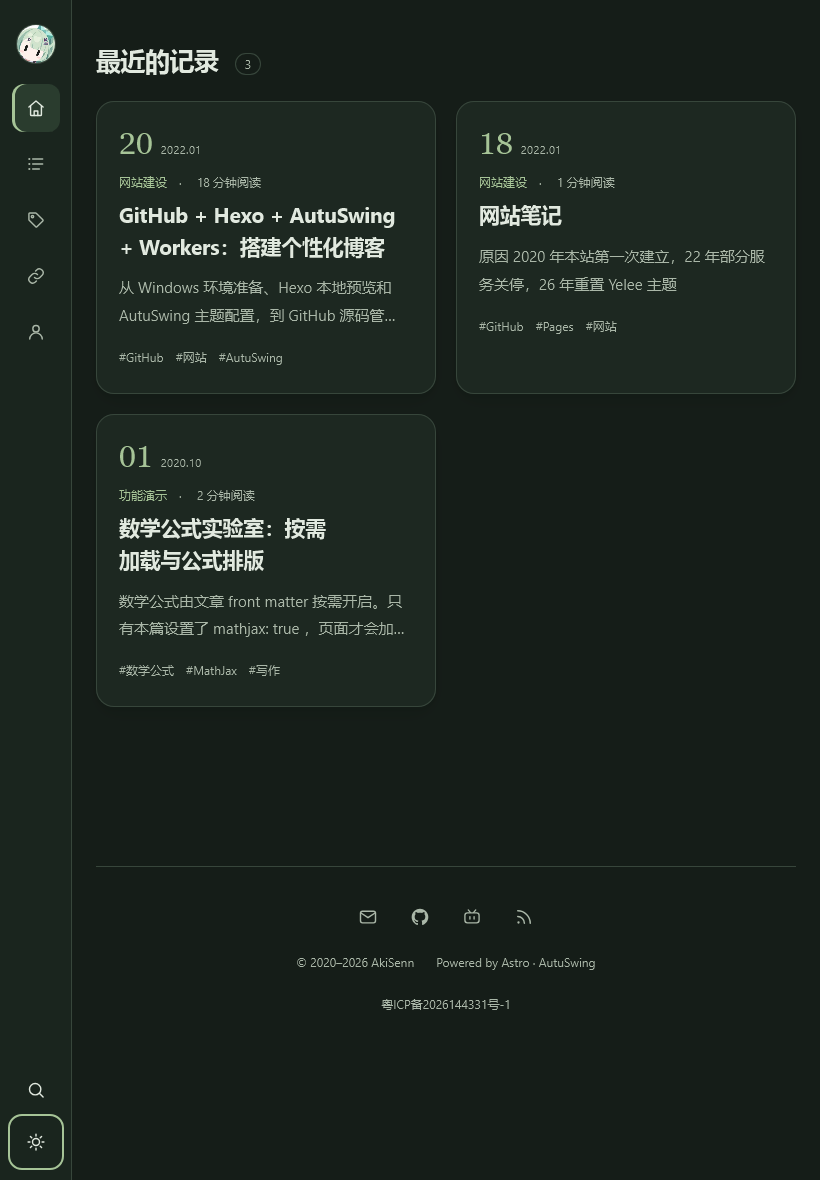 最近的记录 3
20 2022.01
网站建设 · 18 分钟阅读
GitHub + Hexo + AutuSwing
+ Workers：搭建个性化博客
从 Windows 环境准备、Hexo 本地预览和
AutuSwing 主题配置，到 GitHub 源码管...
#GitHub #网站 #AutuSwing
18 2022.01
网站建设 · 1 分钟阅读
网站笔记
原因 2020 年本站第一次建立，22 年部分服
务关停，26 年重置 Yelee 主题
#GitHub #Pages #网站
01 2020.10
功能演示 · 2 分钟阅读
数学公式实验室：按需
加载与公式排版
数学公式由文章 front matter 按需开启。只
有本篇设置了 mathjax: true ，页面才会加...
#数学公式 #MathJax #写作
© 2020–2026 AkiSenn Powered by Astro · AutuSwing
粤ICP备2026144331号-1